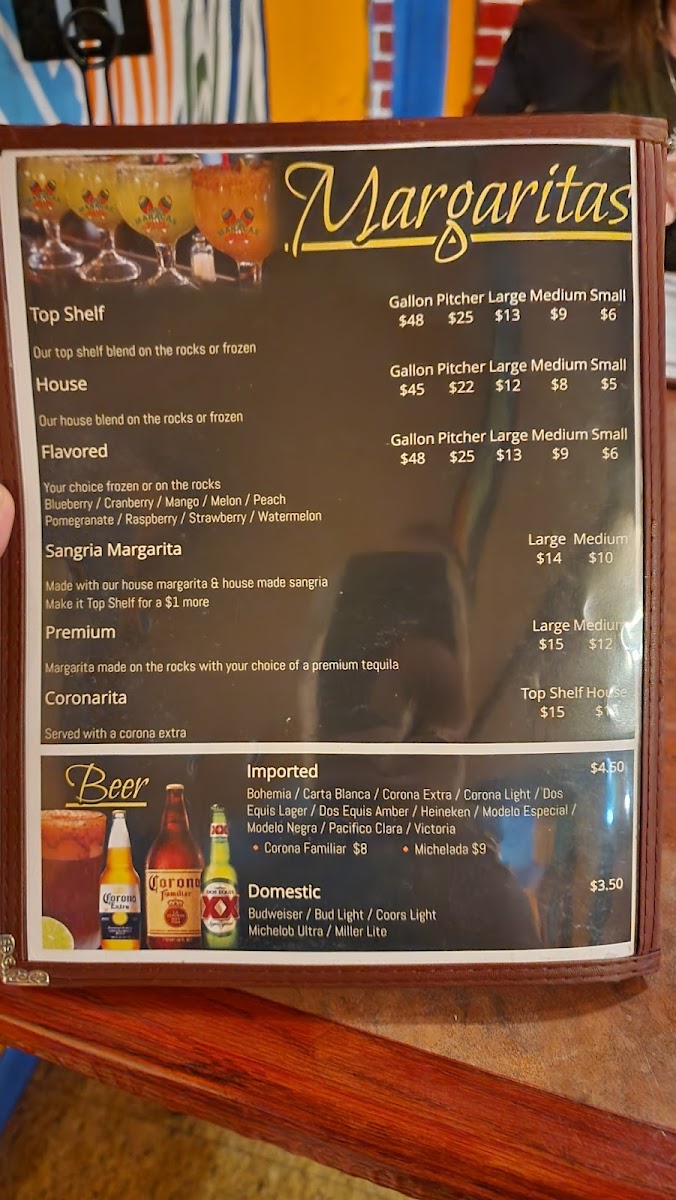 Margaritas
MARACAS
Gallon Pitcher Large Medium Small
Top Shelf $48 $25 $13 $9 $6
Our top shelf blend on the rocks or frozen
Gallon Pitcher Large Medium Small
House $45 $22 $12 $8 $5
Our house blend on the rocks or frozen
Gallon Pitcher Large Medium Small
Flavored $48 $25 $13 $9 $6
Your choice frozen or on the rocks
Blueberry / Cranberry / Mango / Melon / Peach
Pomegranate / Raspberry / Strawberry / Watermelon
Large Medium
Sangria Margarita $14 $10
Made with our house margarita & house made sangria
Make it Top Shelf for a $1 more
Large Medium
Premium $15 $12
Margarita made on the rocks with your choice of a premium tequila
Top Shelf House
Coronarita $15
Served with a corona extra
Beer
Imported $4.50
Bohemia / Carta Blanca / Corona Extra / Corona Light / Dos
Equis Lager / Dos Equis Amber / Heineken / Modelo Especial /
Modelo Negra / Pacifico Clara / Victoria
• Corona Familiar $8 • Michelada $9
Domestic $3.50
Budweiser / Bud Light / Coors Light
Michelob Ultra / Miller Lite
Corona
Extra
Corona
Familiar
XX
DOS EQUIS
XX